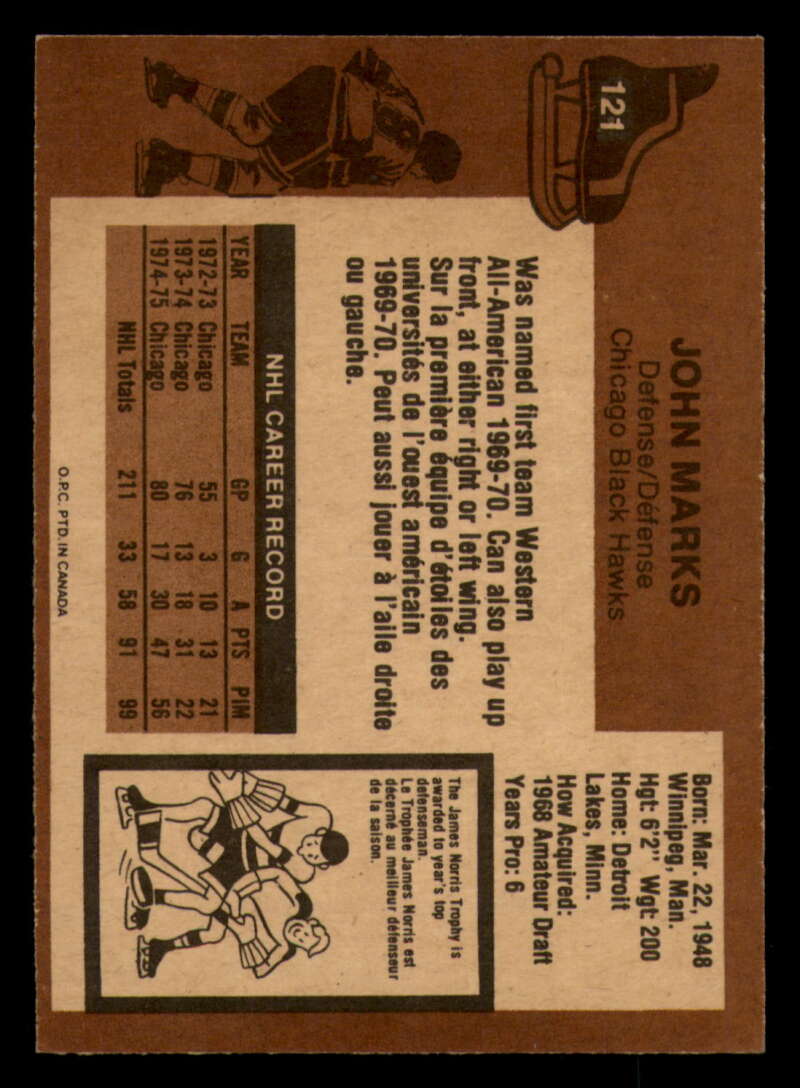 121
JOHN MARKS
Defense/Défense
Chicago Black Hawks
Born: Mar. 22, 1948
Winnipeg, Man.
Hgt: 6'2" Wgt: 200
Home: Detroit
Lakes, Minn.
How Acquired:
1968 Amateur Draft
Years Pro: 6
Was named first team Western
All-American 1969-70. Can also play up
front, at either right or left wing.
Sur la première équipe d'étoiles des
universités de l'ouest américain
1969-70. Peut aussi jouer à l'aile droite
ou gauche.
NHL CAREER RECORD
YEAR TEAM GP G A PTS PIM
1972-73 Chicago 55 3 10 13 21
1973-74 Chicago 76 13 18 31 22
1974-75 Chicago 80 17 30 47 56
NHL Totals 211 33 58 91 99
The James Norris Trophy is
awarded to year's top
defenseman.
Le Trophée James Norris est
décerné au meilleur défenseur
de la saison.
O.P.C. PTD. IN CANADA